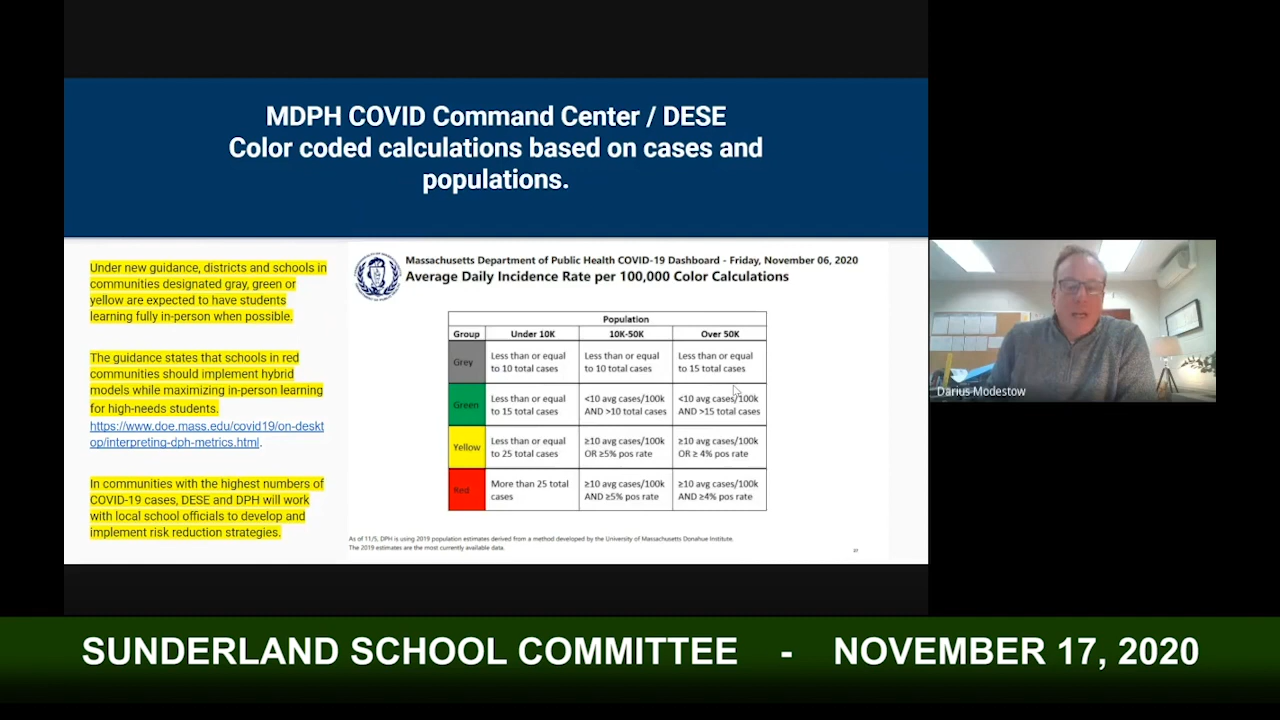 MDPH COVID Command Center / DESE
Color coded calculations based on cases and
populations.
Under new guidance, districts and schools in
communities designated gray, green or
yellow are expected to have students
learning fully in-person when possible.
The guidance states that schools in red
communities should implement hybrid
models while maximizing in-person learning
for high-needs students.
https://www.doe.mass.edu/covid19/on-deskt
op/interpreting-dph-metrics.html.
In communities with the highest numbers of
COVID-19 cases, DESE and DPH will work
with local school officials to develop and
implement risk reduction strategies.
Massachusetts Department of Public Health COVID-19 Dashboard - Friday, November 06, 2020
Average Daily Incidence Rate per 100,000 Color Calculations
Population
Group Under 10K 10K-50K Over 50K
Grey Less than or equal to 10 total cases Less than or equal to 10 total cases Less than or equal to 15 total cases
Green Less than or equal to 15 total cases <10 avg cases/100k AND >10 total cases <10 avg cases/100k AND >15 total cases
Yellow Less than or equal to 25 total cases ≥10 avg cases/100k OR ≥5% pos rate ≥10 avg cases/100k OR ≥ 4% pos rate
Red More than 25 total cases ≥10 avg cases/100k AND ≥5% pos rate ≥10 avg cases/100k AND ≥4% pos rate
As of 11/5, DPH is using 2019 population estimates derived from a method developed by the University of Massachusetts Donahue Institute.
The 2019 estimates are the most currently available data.
Darius Modestow
SUNDERLAND SCHOOL COMMITTEE - NOVEMBER 17, 2020